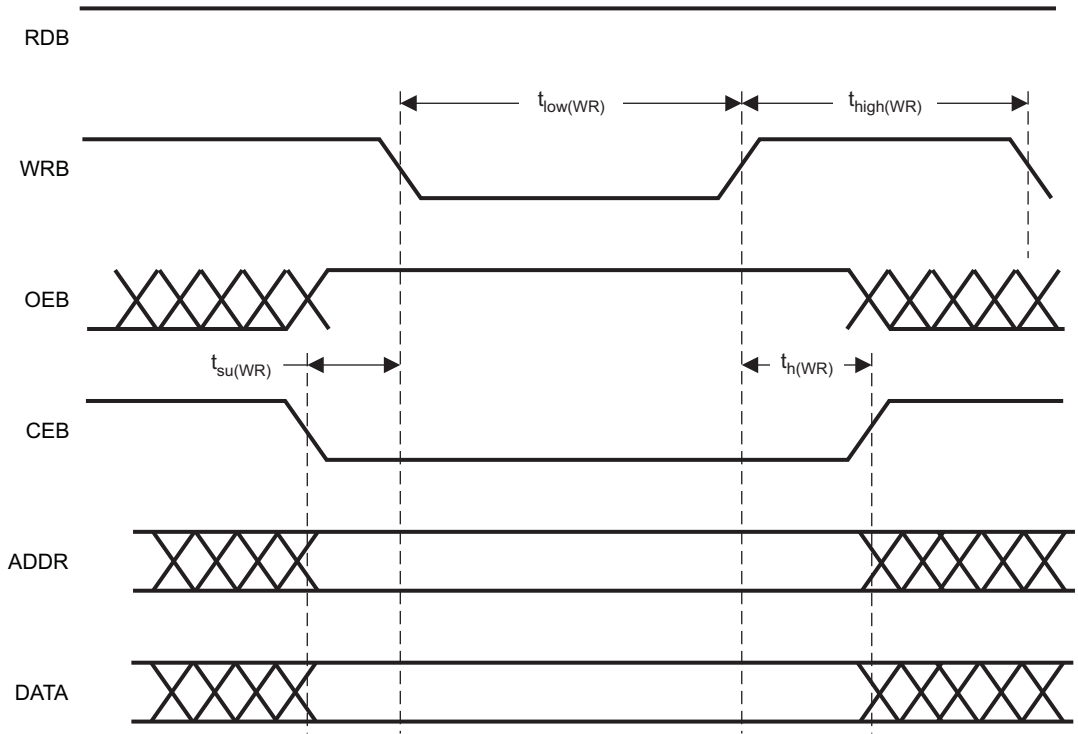 RDB
t_low(WR)
t_high(WR)
WRB
OEB
t_su(WR)
t_h(WR)
CEB
ADDR
DATA